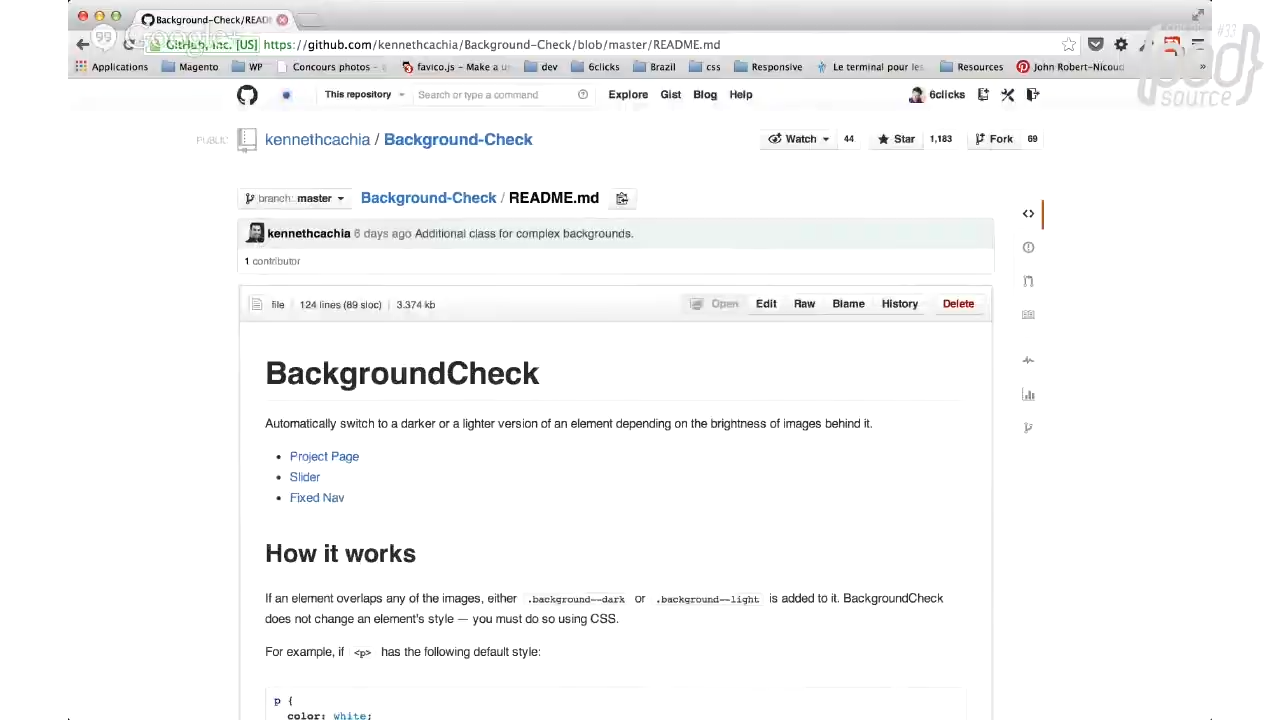 Background-Check/READM
GitHub, Inc. [US] https://github.com/kennethcachia/Background-Check/blob/master/README.md
Applications Magento WP Concours photos - favico.js – Make a u dev 6clicks Brazil css Responsive Le terminal pour les Resources John Robert-Nicoud »
{pod} source #33
This repository Search or type a command Explore Gist Blog Help 6clicks
PUBLIC kennethcachia / Background-Check Watch 44 Star 1,183 Fork 69
branch: master Background-Check / README.md
kennethcachia 6 days ago Additional class for complex backgrounds.
1 contributor
file 124 lines (89 sloc) 3.374 kb Open Edit Raw Blame History Delete
BackgroundCheck
Automatically switch to a darker or a lighter version of an element depending on the brightness of images behind it.
• Project Page
• Slider
• Fixed Nav
How it works
If an element overlaps any of the images, either .background--dark or .background--light is added to it. BackgroundCheck
does not change an element's style — you must do so using CSS.
For example, if <p> has the following default style:
p {
color: white;